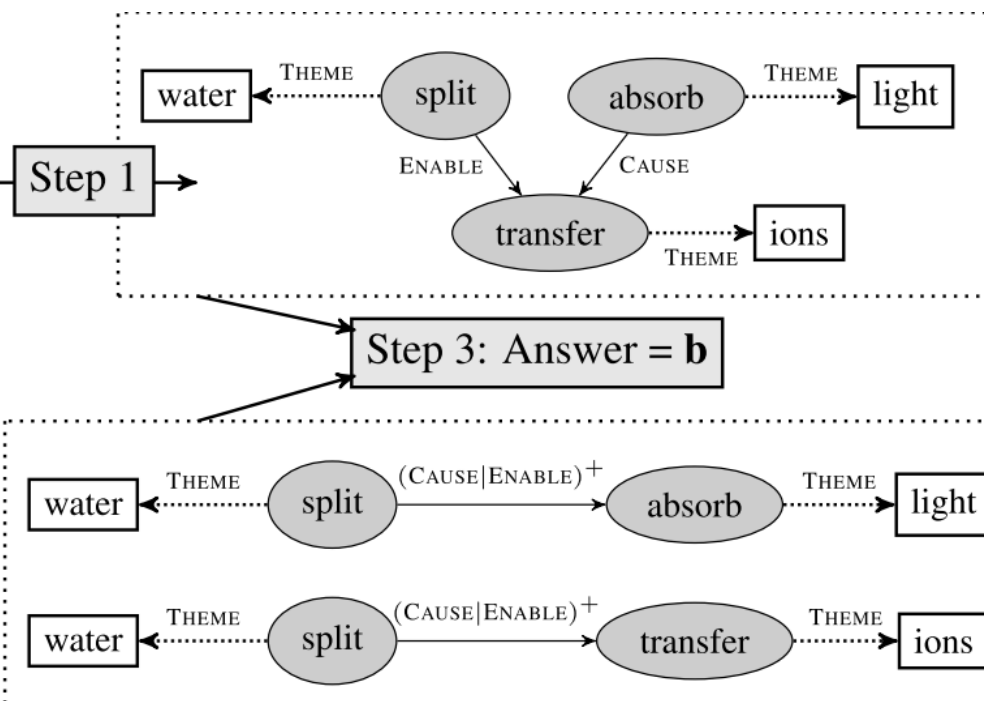 THEME THEME
water split absorb light
ENABLE CAUSE
Step 1
transfer ions
THEME
Step 3: Answer = b
THEME (CAUSE|ENABLE)+ THEME
water split absorb light
THEME (CAUSE|ENABLE)+ THEME
water split transfer ions